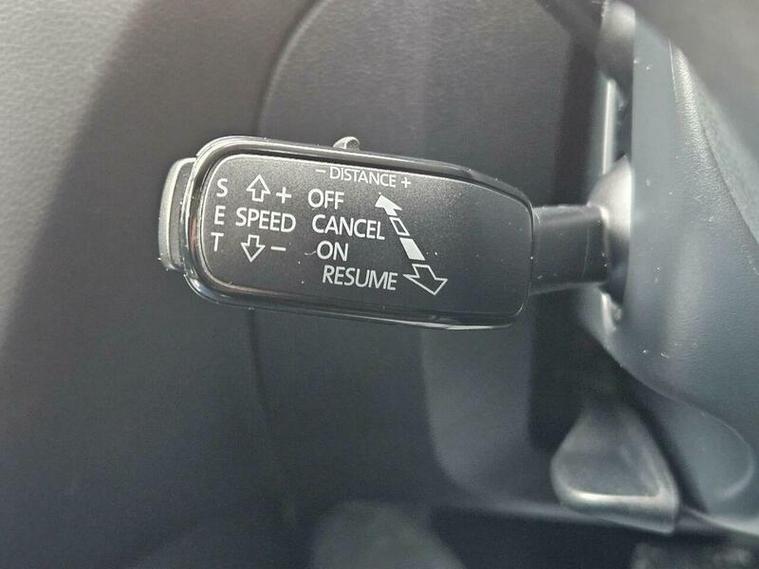 - DISTANCE +
S + OFF
E SPEED CANCEL
T - ON
RESUME